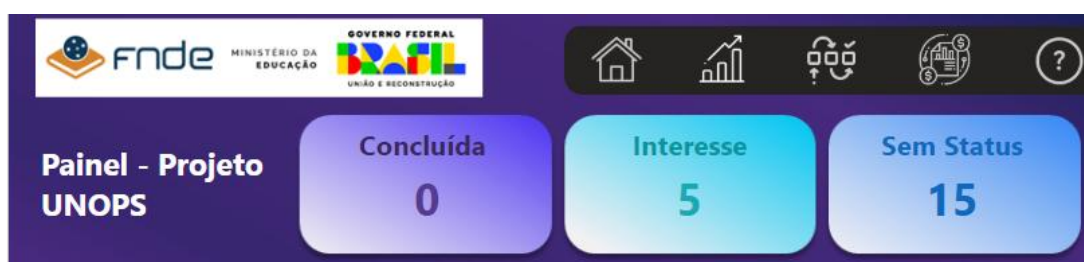 fnde
MINISTÉRIO DA
EDUCAÇÃO
GOVERNO FEDERAL
BRASIL
UNIÃO E RECONSTRUÇÃO
?
Painel - Projeto
UNOPS
Concluída
0
Interesse
5
Sem Status
15